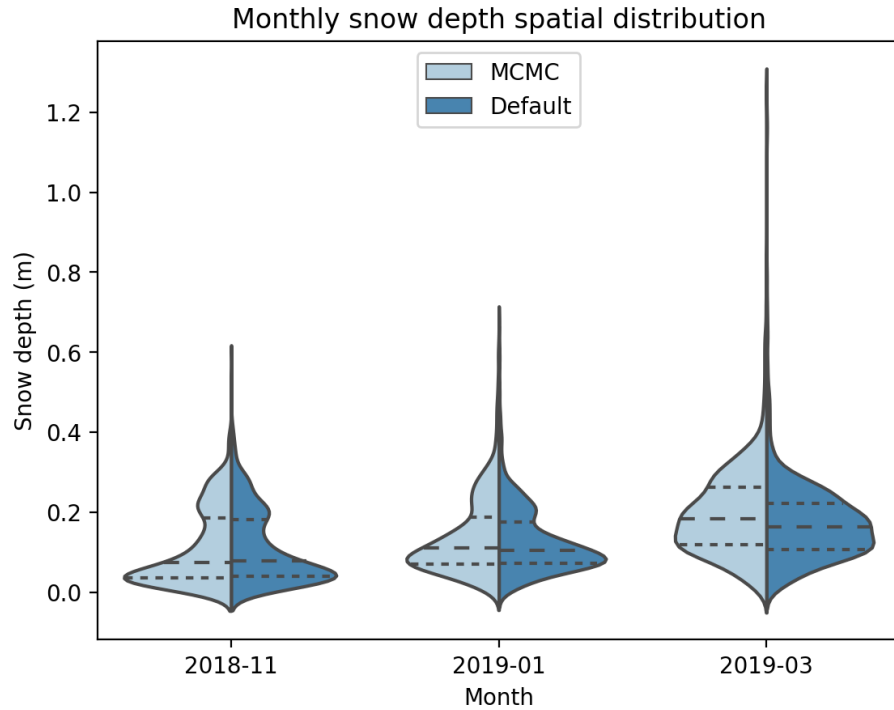 Monthly snow depth spatial distribution
MCMC
Default
1.2
1.0
0.8
0.6
0.4
0.2
0.0
Snow depth (m)
2018-11
2019-01
2019-03
Month